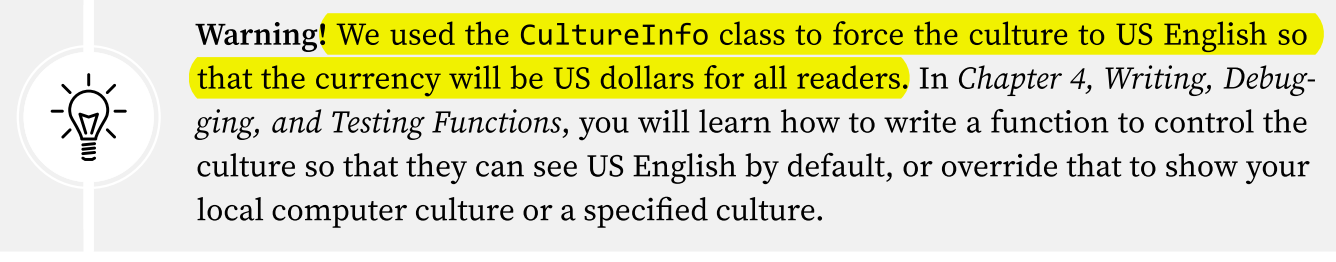 Warning! We used the CultureInfo class to force the culture to US English so
that the currency will be US dollars for all readers. In Chapter 4, Writing, Debug-
ging, and Testing Functions, you will learn how to write a function to control the
culture so that they can see US English by default, or override that to show your
local computer culture or a specified culture.